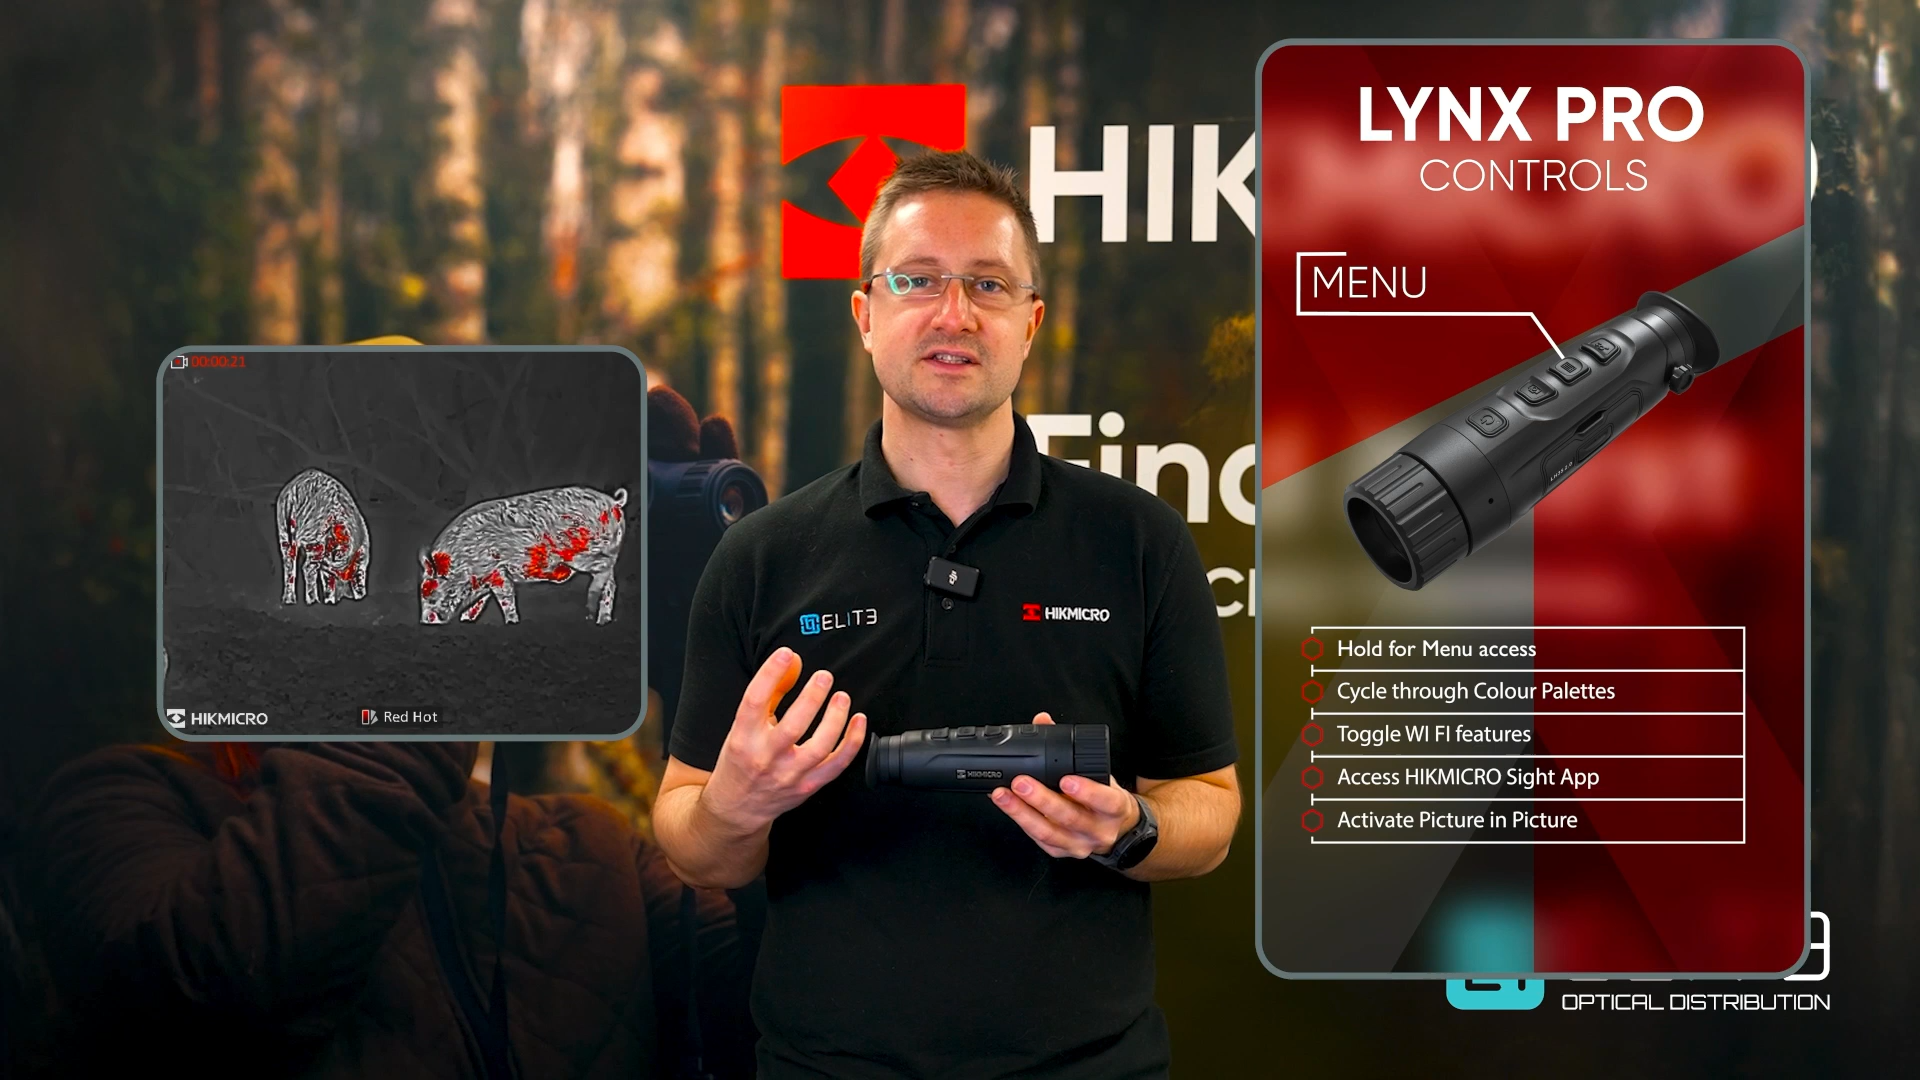 LYNX PRO
CONTROLS
MENU
Hold for Menu access
Cycle through Colour Palettes
Toggle WI FI features
Access HIKMICRO Sight App
Activate Picture in Picture
00:00:21
HIKMICRO
Red Hot
ELIT3
HIKMICRO
HIKMICRO
OPTICAL DISTRIBUTION